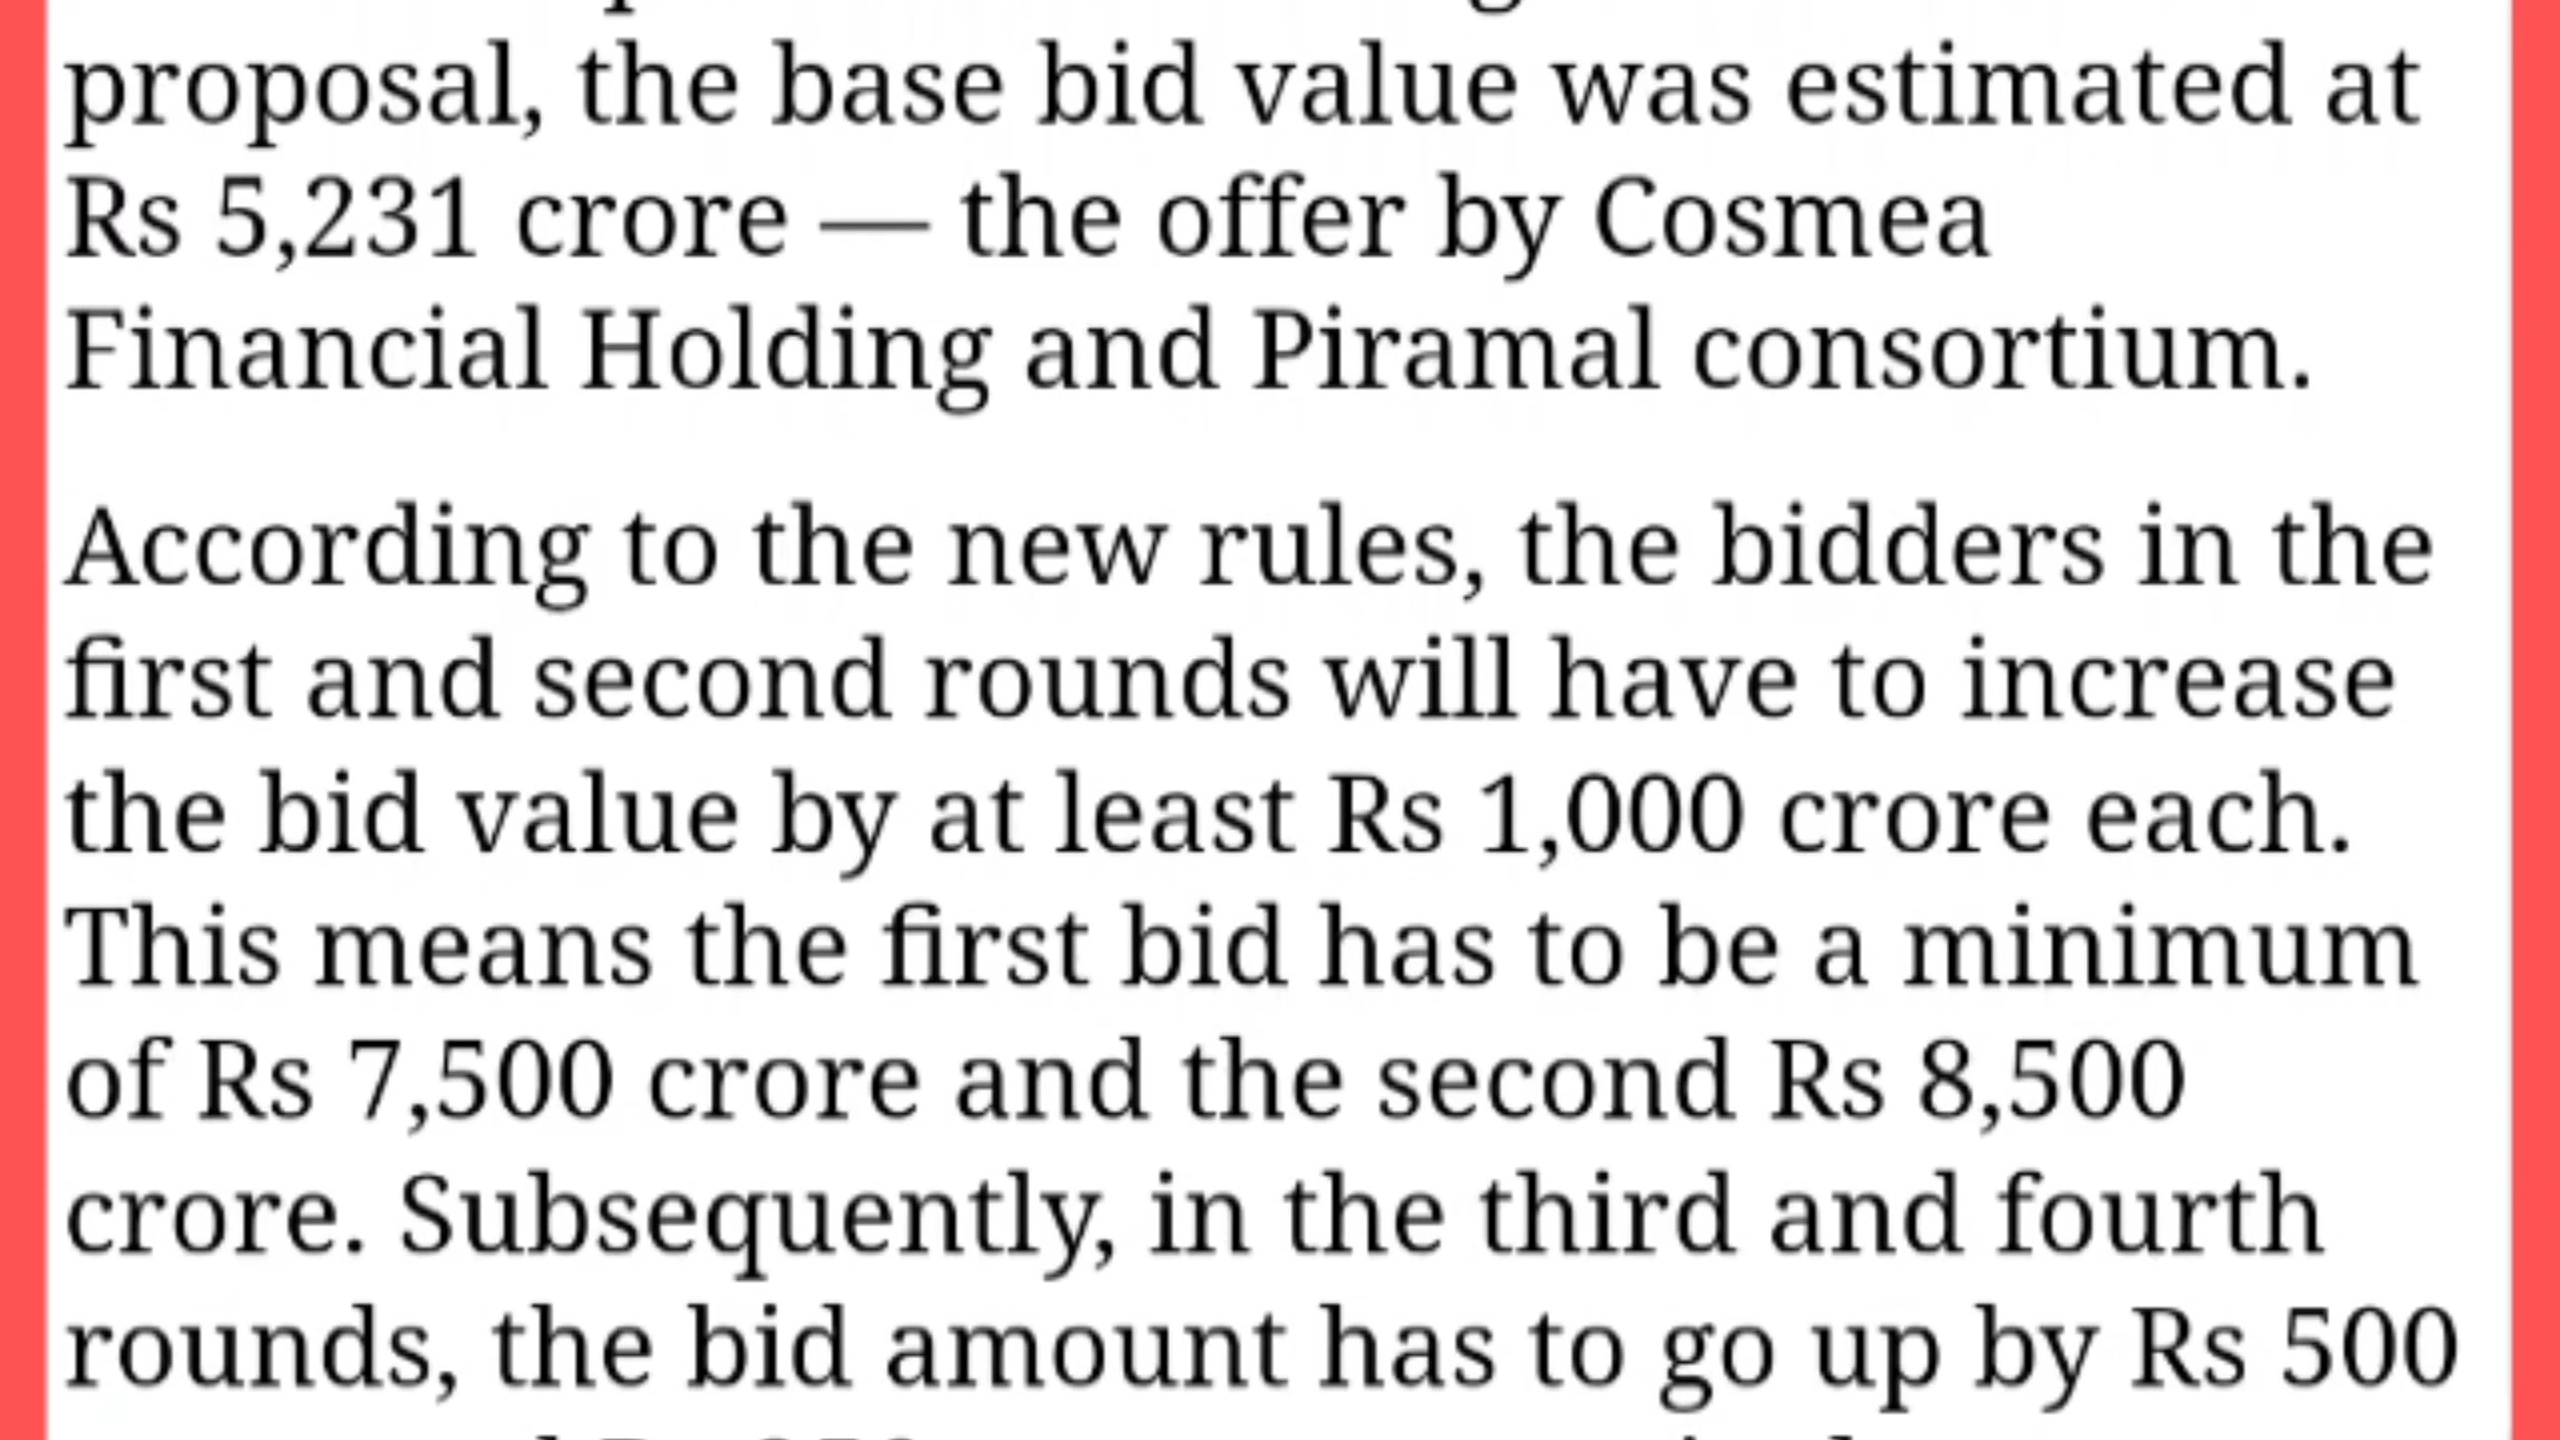 proposal, the base bid value was estimated at
Rs 5,231 crore — the offer by Cosmea
Financial Holding and Piramal consortium.
According to the new rules, the bidders in the
first and second rounds will have to increase
the bid value by at least Rs 1,000 crore each.
This means the first bid has to be a minimum
of Rs 7,500 crore and the second Rs 8,500
crore. Subsequently, in the third and fourth
rounds, the bid amount has to go up by Rs 500